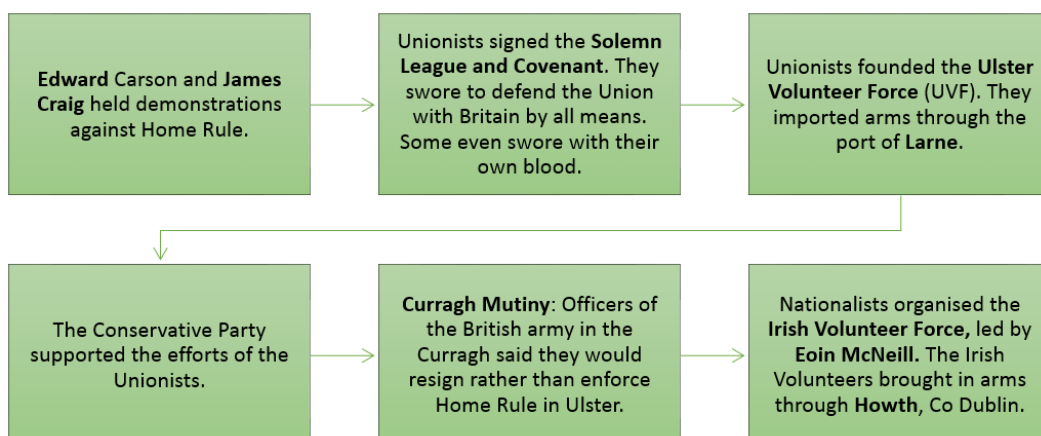 Edward Carson and James
Craig held demonstrations
against Home Rule.
Unionists signed the Solemn
League and Covenant. They
swore to defend the Union
with Britain by all means.
Some even swore with their
own blood.
Unionists founded the Ulster
Volunteer Force (UVF). They
imported arms through the
port of Larne.
The Conservative Party
supported the efforts of the
Unionists.
Curragh Mutiny: Officers of
the British army in the
Curragh said they would
resign rather than enforce
Home Rule in Ulster.
Nationalists organised the
Irish Volunteer Force, led by
Eoin McNeill. The Irish
Volunteers brought in arms
through Howth, Co Dublin.